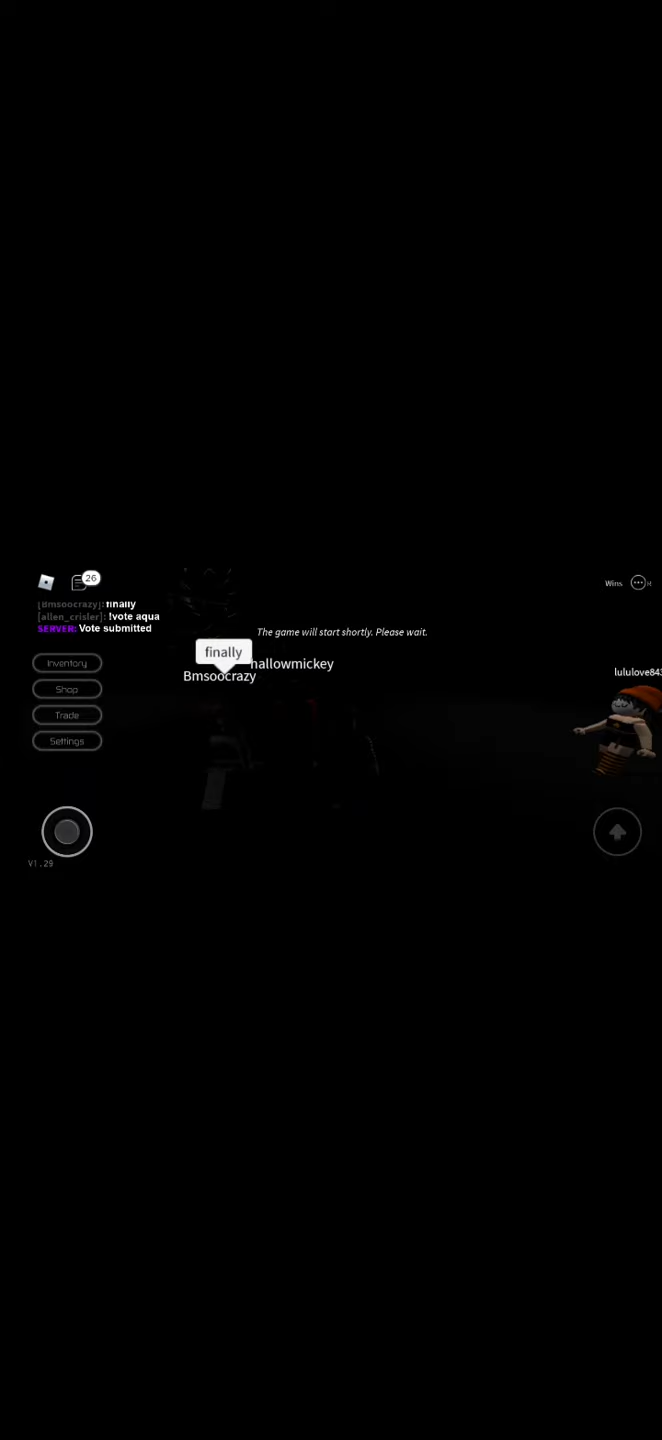 26
Wins
[Bmsoocrazy]: finally
[allen_crisler]: !vote aqua
SERVER: Vote submitted
The game will start shortly. Please wait.
finally
hallowmickey
Bmsoocrazy
lululove843
Inventory
Shop
Trade
Settings
V1.29